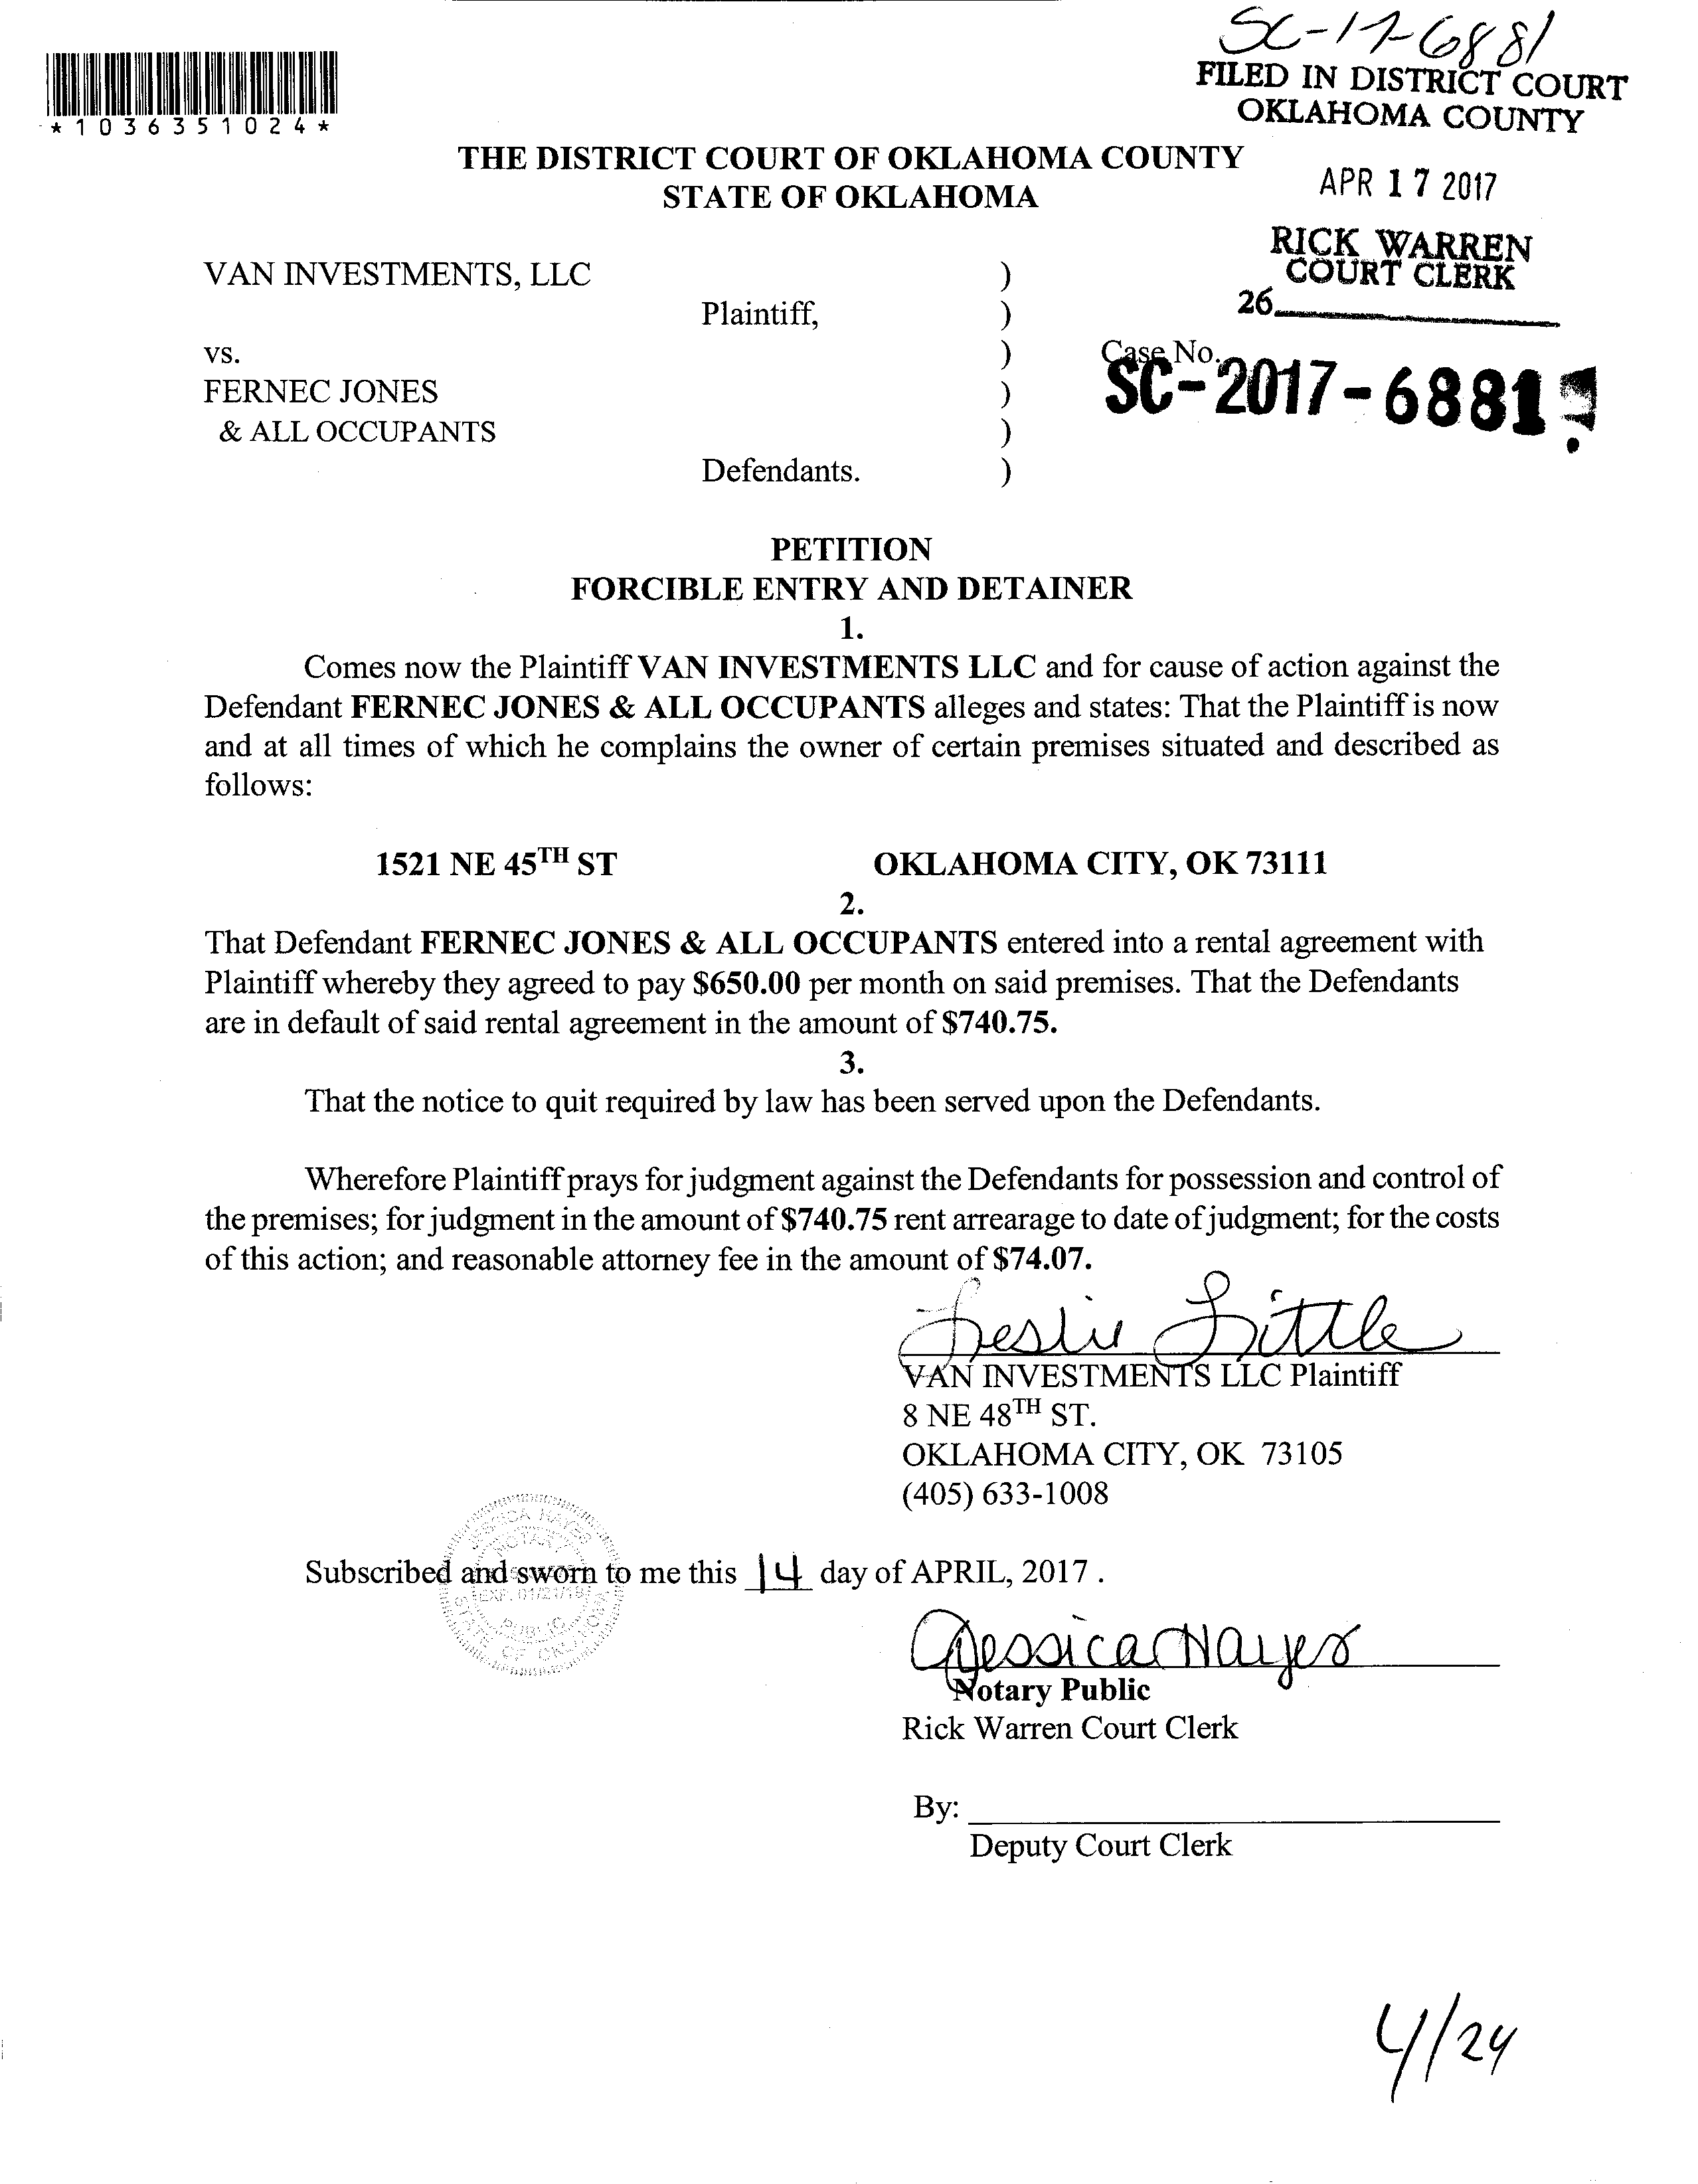 SC-17-6881
FILED IN DISTRICT COURT
OKLAHOMA COUNTY
*1036351024*
THE DISTRICT COURT OF OKLAHOMA COUNTY
STATE OF OKLAHOMA
APR 17 2017
RICK WARREN
COURT CLERK
26
VAN INVESTMENTS, LLC )
Plaintiff, )
vs. )
Case No.
SC-2017-6881
FERNEC JONES )
& ALL OCCUPANTS )
Defendants. )
PETITION
FORCIBLE ENTRY AND DETAINER
1.
Comes now the Plaintiff VAN INVESTMENTS LLC and for cause of action against the
Defendant FERNEC JONES & ALL OCCUPANTS alleges and states: That the Plaintiff is now
and at all times of which he complains the owner of certain premises situated and described as
follows:
1521 NE 45TH ST OKLAHOMA CITY, OK 73111
2.
That Defendant FERNEC JONES & ALL OCCUPANTS entered into a rental agreement with
Plaintiff whereby they agreed to pay $650.00 per month on said premises. That the Defendants
are in default of said rental agreement in the amount of $740.75.
3.
That the notice to quit required by law has been served upon the Defendants.
Wherefore Plaintiff prays for judgment against the Defendants for possession and control of
the premises; for judgment in the amount of $740.75 rent arrearage to date of judgment; for the costs
of this action; and reasonable attorney fee in the amount of $74.07.
Leslie Little
VAN INVESTMENTS LLC Plaintiff
8 NE 48TH ST.
OKLAHOMA CITY, OK 73105
(405) 633-1008
JESSICA HAYES
NOTARY
Subscribed and sworn to me this 14 day of APRIL, 2017 .
EXP. 01/21/19
PUBLIC
STATE OF OKLAHOMA
Jessica Hayes
Notary Public
Rick Warren Court Clerk
By:
Deputy Court Clerk
4/24